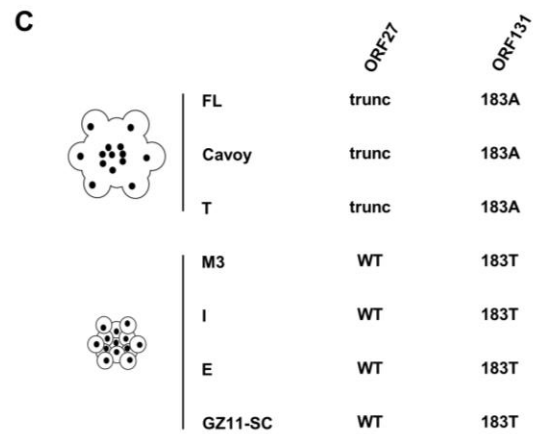 C
ORF27 ORF131
FL trunc 183A
Cavoy trunc 183A
T trunc 183A
M3 WT 183T
I WT 183T
E WT 183T
GZ11-SC WT 183T